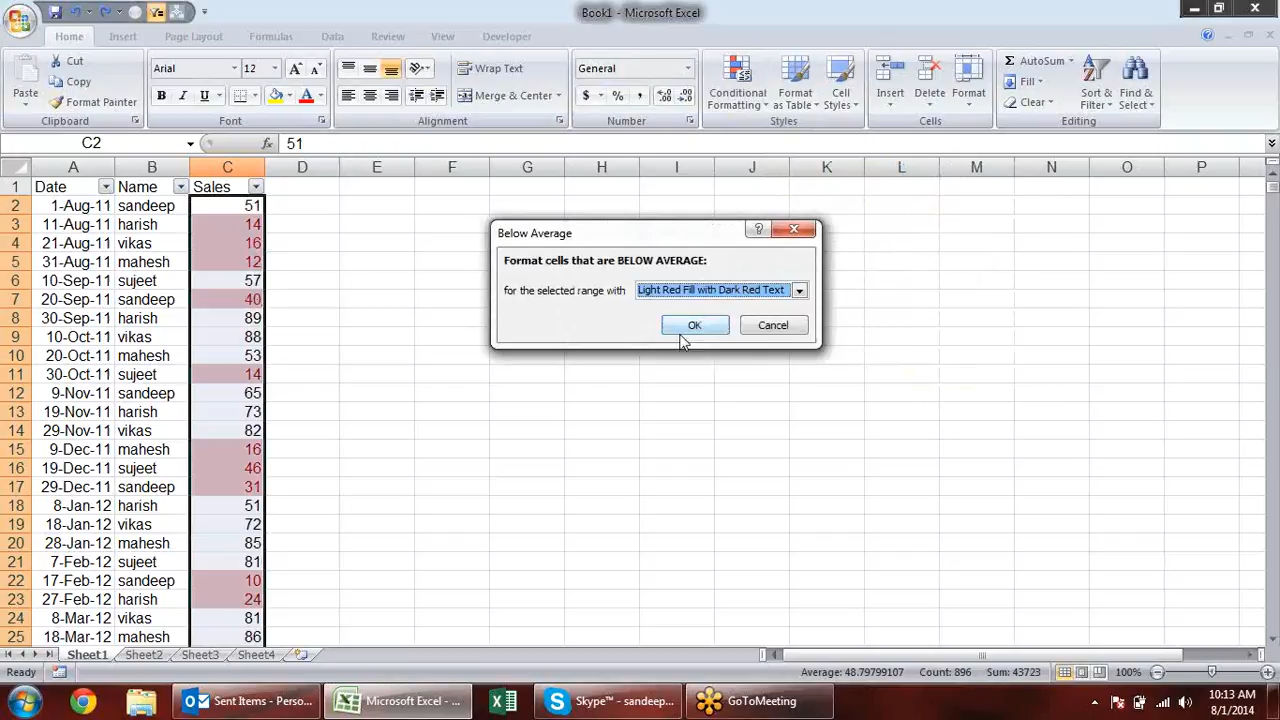 Book1 - Microsoft Excel
Home Insert Page Layout Formulas Data Review View Developer
Paste
Cut
Copy
Format Painter
Clipboard
Arial 12
B I U A
Font
Wrap Text
Merge & Center
Alignment
General
$ % ,
Number
Conditional Formatting
Format as Table
Cell Styles
Styles
Insert Delete Format
Cells
Σ AutoSum
Fill
Clear
Sort & Filter
Find & Select
Editing
C2 fx 51
A B C D E F G H I J K L M N O P
1 Date Name Sales
2 1-Aug-11 sandeep 51
3 11-Aug-11 harish 14
4 21-Aug-11 vikas 16
5 31-Aug-11 mahesh 12
6 10-Sep-11 sujeet 57
7 20-Sep-11 sandeep 40
8 30-Sep-11 harish 89
9 10-Oct-11 vikas 88
10 20-Oct-11 mahesh 53
11 30-Oct-11 sujeet 14
12 9-Nov-11 sandeep 65
13 19-Nov-11 harish 73
14 29-Nov-11 vikas 82
15 9-Dec-11 mahesh 16
16 19-Dec-11 sujeet 46
17 29-Dec-11 sandeep 31
18 8-Jan-12 harish 51
19 18-Jan-12 vikas 72
20 28-Jan-12 mahesh 85
21 7-Feb-12 sujeet 81
22 17-Feb-12 sandeep 10
23 27-Feb-12 harish 24
24 8-Mar-12 vikas 81
25 18-Mar-12 mahesh 86
Below Average
Format cells that are BELOW AVERAGE:
for the selected range with Light Red Fill with Dark Red Text
OK Cancel
Sheet1 Sheet2 Sheet3 Sheet4
Ready Average: 48.79799107 Count: 896 Sum: 43723 100%
Sent Items - Perso... Microsoft Excel - ... Skype™ - sandeep... GoToMeeting
10:13 AM
8/1/2014